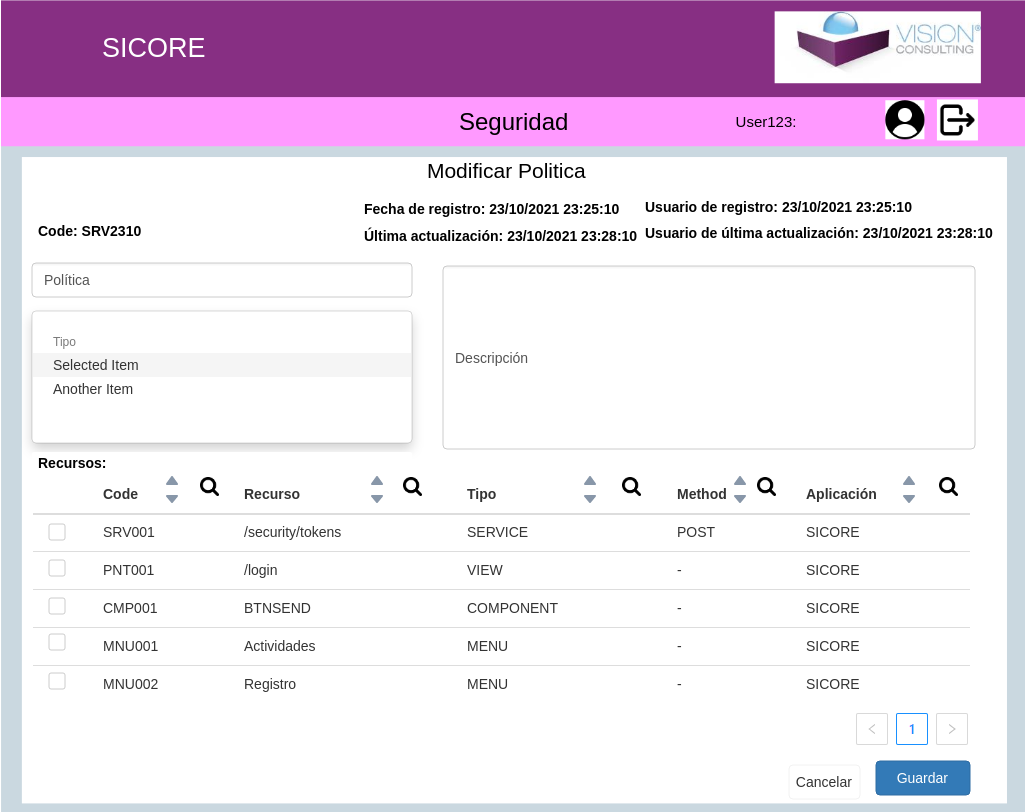 SICORE
VISION®
CONSULTING
Seguridad
User123:
Modificar Politica
Fecha de registro: 23/10/2021 23:25:10
Usuario de registro: 23/10/2021 23:25:10
Code: SRV2310
Última actualización: 23/10/2021 23:28:10
Usuario de última actualización: 23/10/2021 23:28:10
Política
Tipo
Selected Item
Another Item
Descripción
Recursos:
Code Recurso Tipo Method Aplicación
SRV001 /security/tokens SERVICE POST SICORE
PNT001 /login VIEW - SICORE
CMP001 BTNSEND COMPONENT - SICORE
MNU001 Actividades MENU - SICORE
MNU002 Registro MENU - SICORE
< 1 >
Cancelar Guardar